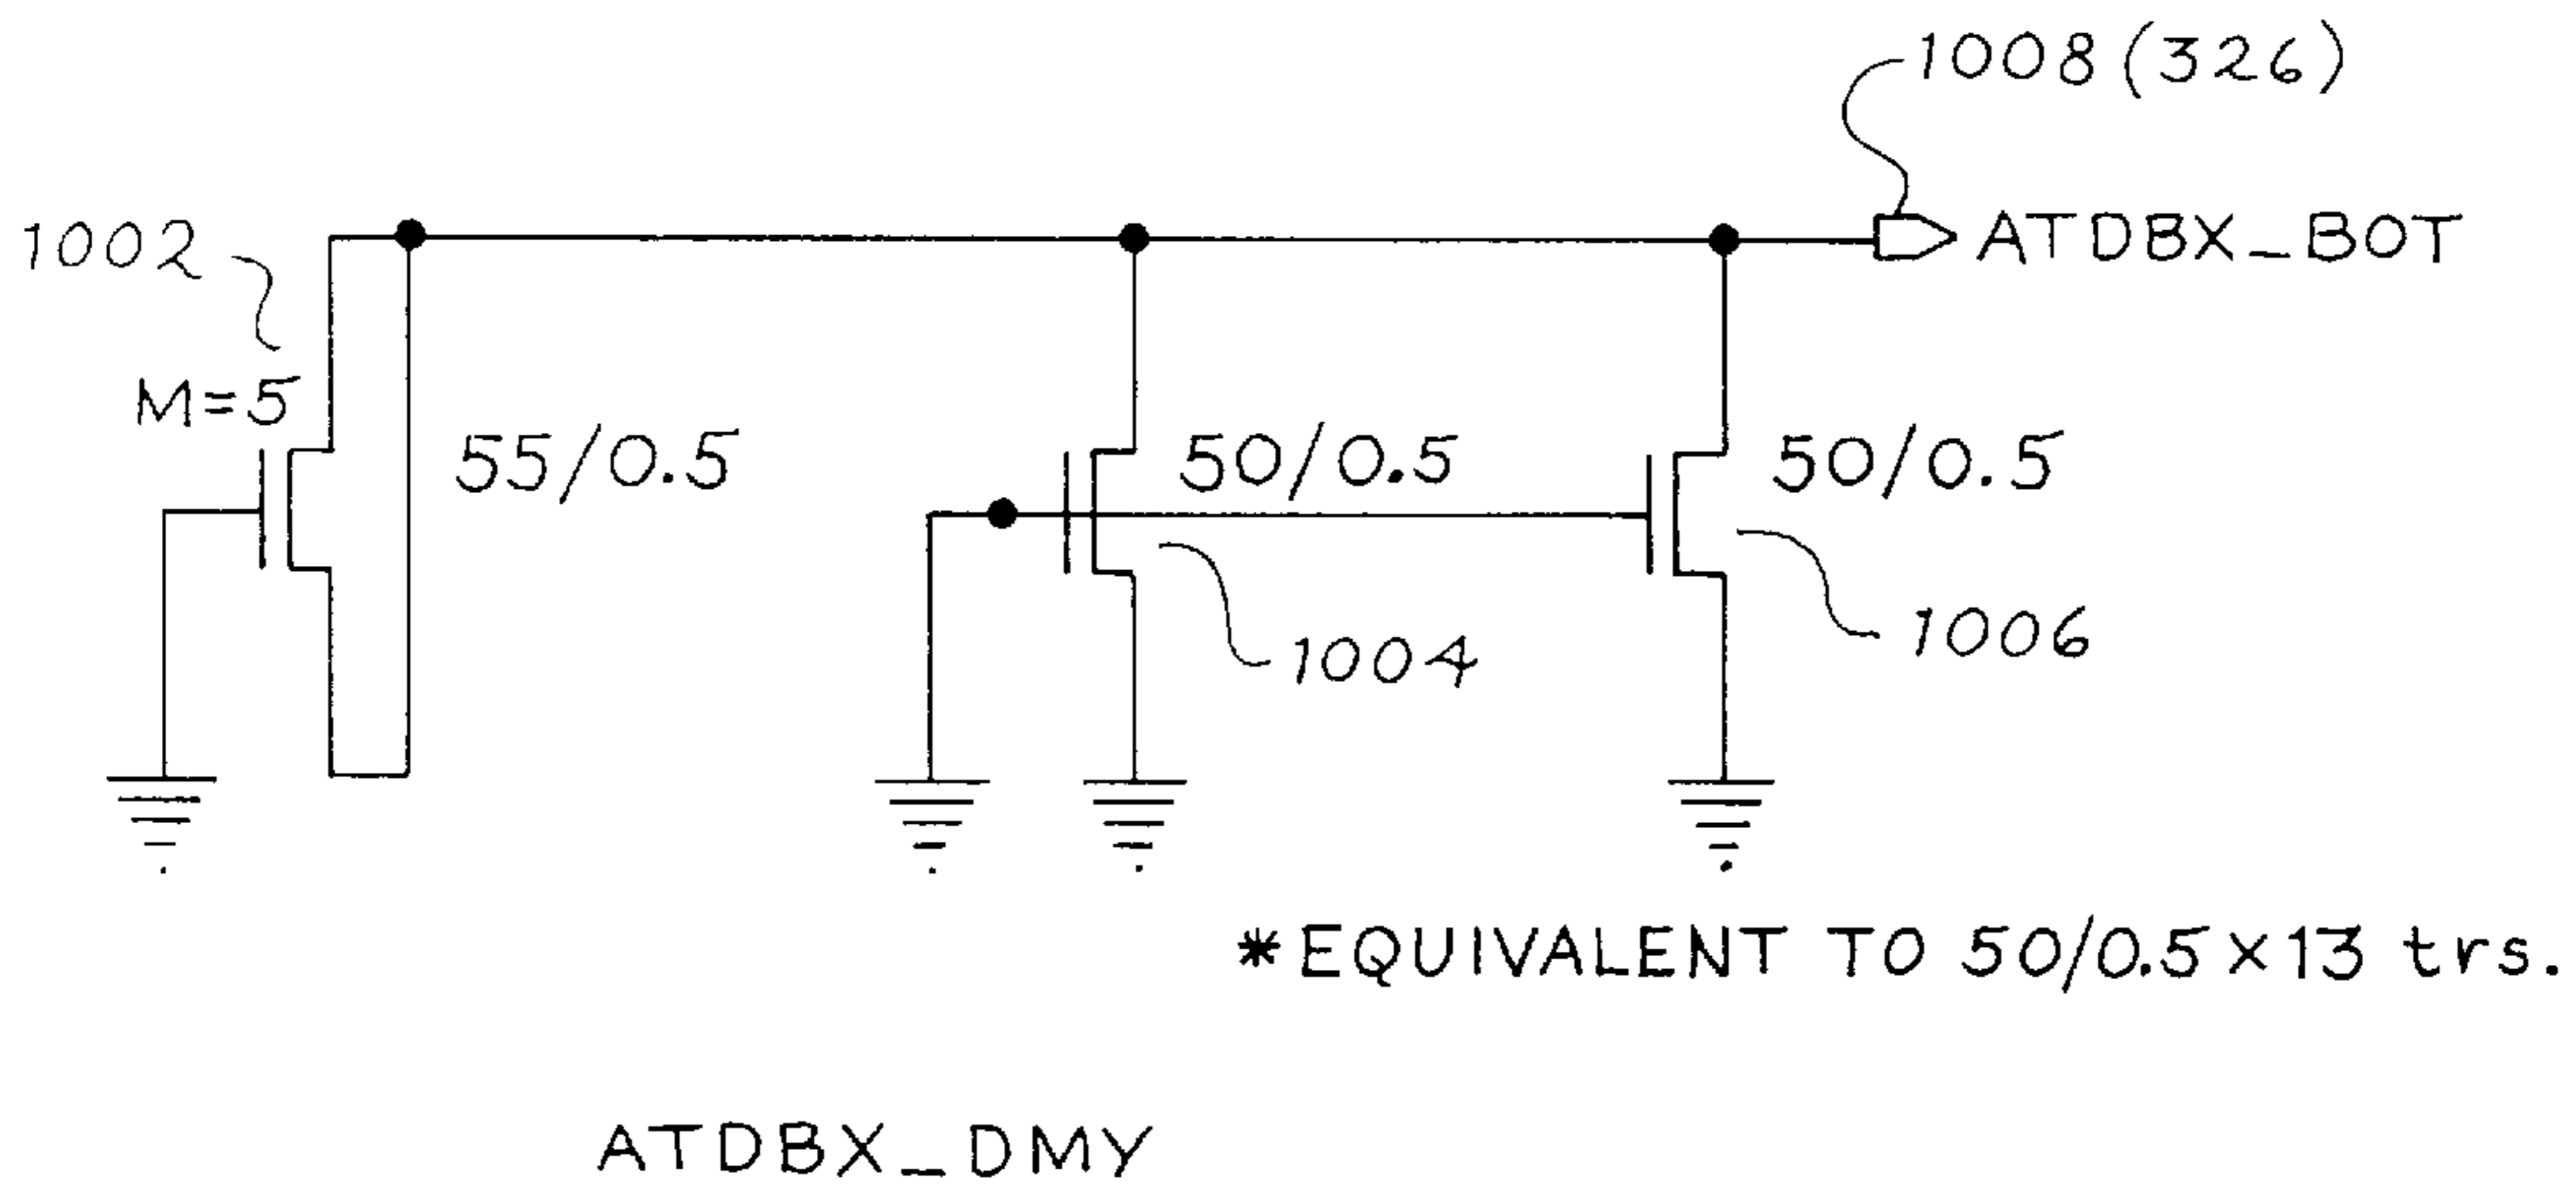 1008 (326)
1002
ATDBX_BOT
M=5
55/0.5
50/0.5
50/0.5
1004
1006
*EQUIVALENT TO 50/0.5×13 trs.
ATDBX_DMY